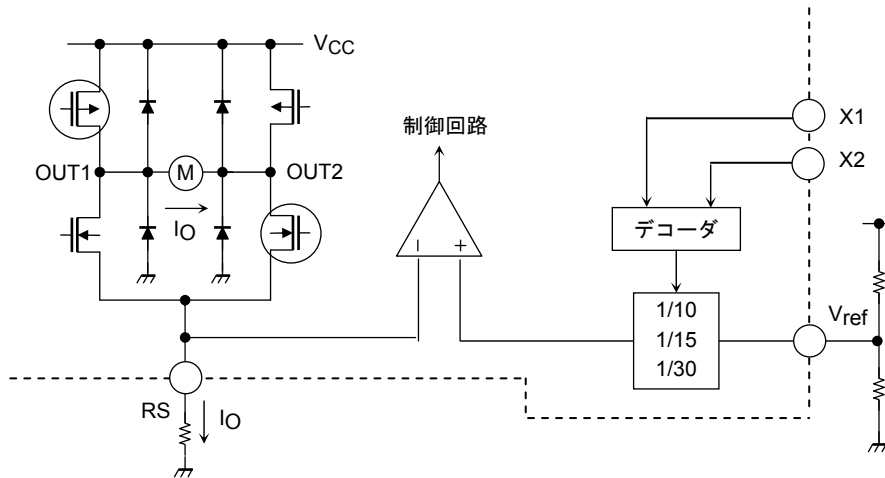 VCC
制御回路
X1
X2
OUT1
M
OUT2
IO
デコーダ
1/10
1/15
1/30
Vref
RS
IO